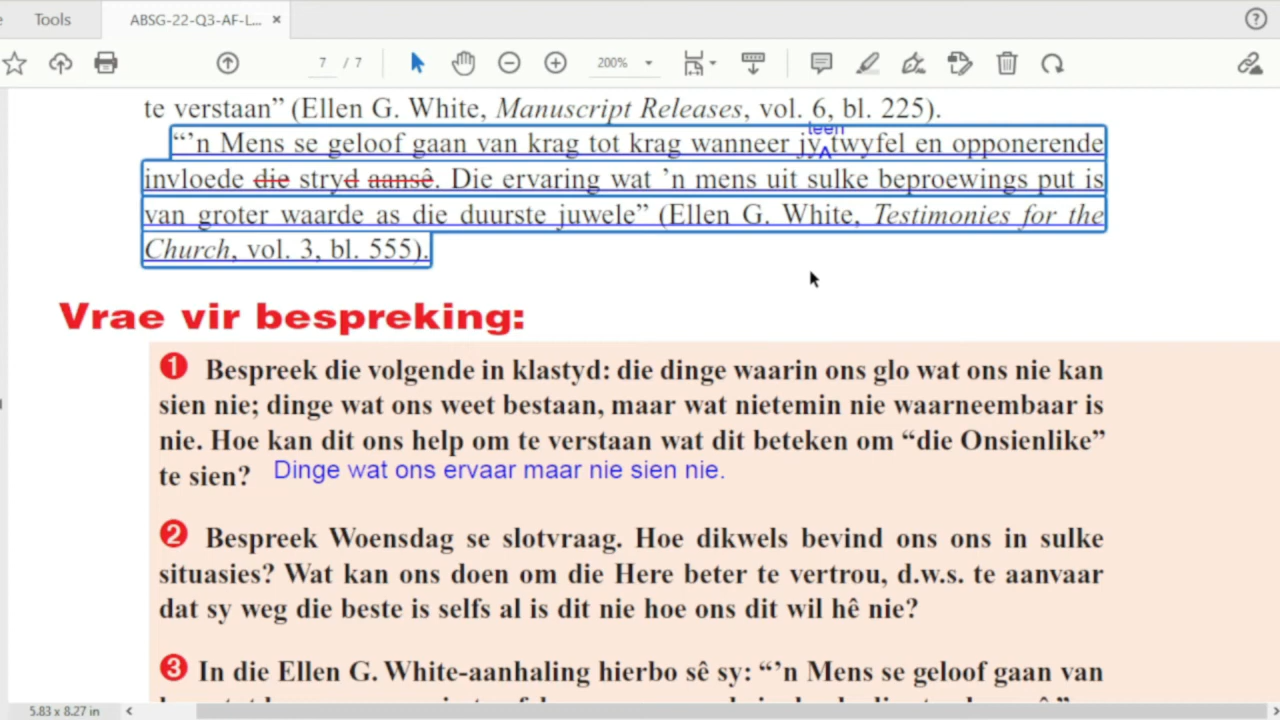 Tools
ABSG-22-Q3-AF-L... ×
7 / 7
200%
te verstaan” (Ellen G. White, Manuscript Releases, vol. 6, bl. 225).
teen
“’n Mens se geloof gaan van krag tot krag wanneer jy twyfel en opponerende
invloede die stryd aansê. Die ervaring wat ’n mens uit sulke beproewings put is
van groter waarde as die duurste juwele” (Ellen G. White, Testimonies for the
Church, vol. 3, bl. 555).
Vrae vir bespreking:
1 Bespreek die volgende in klastyd: die dinge waarin ons glo wat ons nie kan
sien nie; dinge wat ons weet bestaan, maar wat nietemin nie waarneembaar is
nie. Hoe kan dit ons help om te verstaan wat dit beteken om “die Onsienlike”
te sien? Dinge wat ons ervaar maar nie sien nie.
2 Bespreek Woensdag se slotvraag. Hoe dikwels bevind ons ons in sulke
situasies? Wat kan ons doen om die Here beter te vertrou, d.w.s. te aanvaar
dat sy weg die beste is selfs al is dit nie hoe ons dit wil hê nie?
3 In die Ellen G. White-aanhaling hierbo sê sy: “’n Mens se geloof gaan van
5.83 x 8.27 in